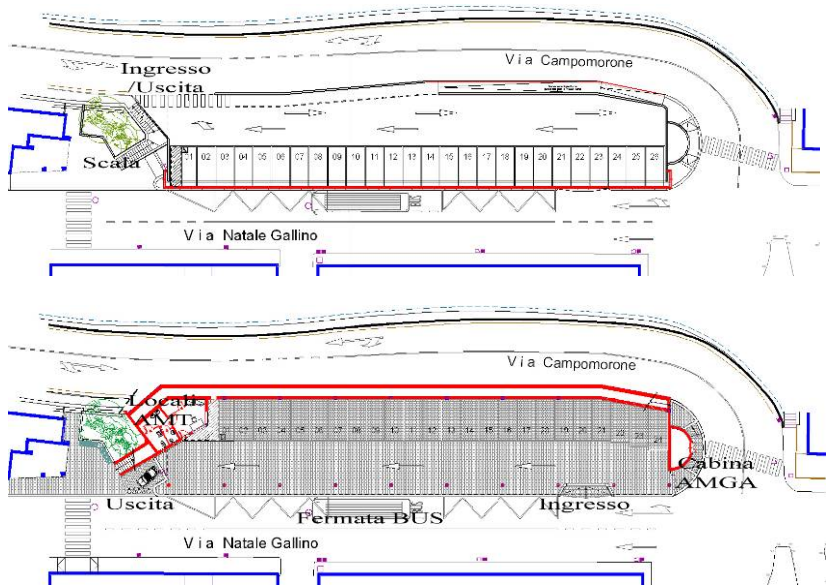 Via Campomorone
Ingresso
/Uscita
Scala
01 02 03 04 05 06 07 08 09 10 11 12 13 14 15 16 17 18 19 20 21 22 23 24 25 26
Via Natale Gallino
Via Campomorone
Locali
AMT
Cabina
AMGA
Uscita
Fermata BUS
Ingresso
Via Natale Gallino